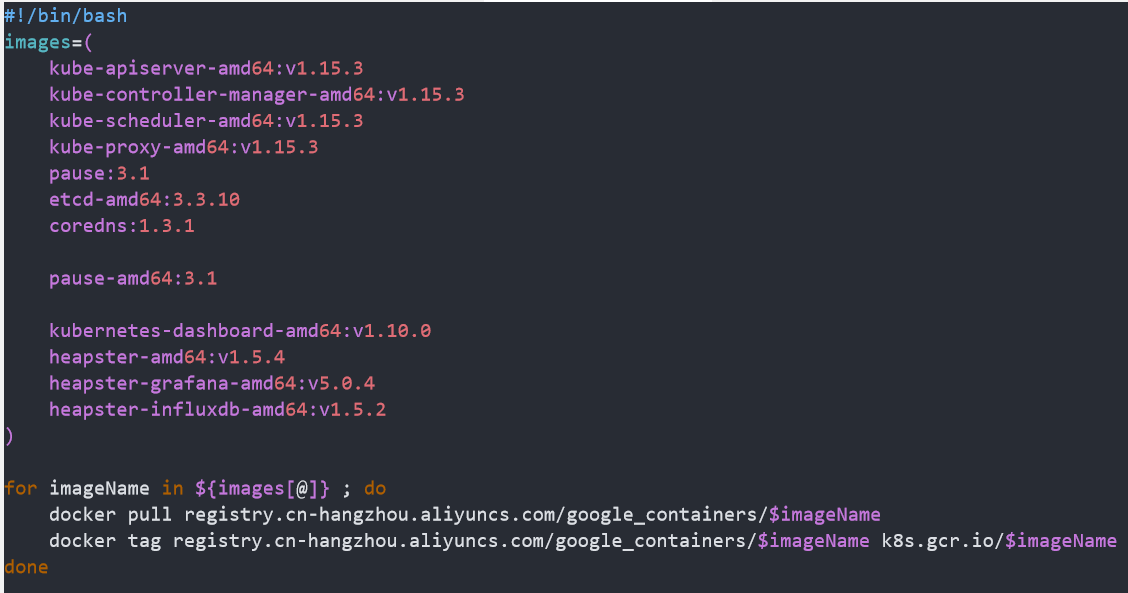 #!/bin/bash
images=(
    kube-apiserver-amd64:v1.15.3
    kube-controller-manager-amd64:v1.15.3
    kube-scheduler-amd64:v1.15.3
    kube-proxy-amd64:v1.15.3
    pause:3.1
    etcd-amd64:3.3.10
    coredns:1.3.1

    pause-amd64:3.1

    kubernetes-dashboard-amd64:v1.10.0
    heapster-amd64:v1.5.4
    heapster-grafana-amd64:v5.0.4
    heapster-influxdb-amd64:v1.5.2
)

for imageName in ${images[@]} ; do
    docker pull registry.cn-hangzhou.aliyuncs.com/google_containers/$imageName
    docker tag registry.cn-hangzhou.aliyuncs.com/google_containers/$imageName k8s.gcr.io/$imageName
done